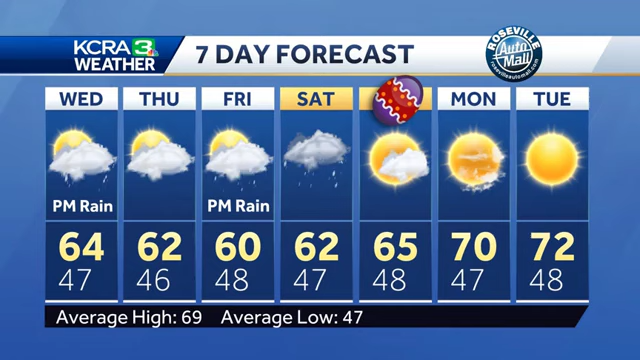 KCRA 3
WEATHER
7 DAY FORECAST
ROSEVILLE
Auto
Mall
rosevilleautomall.com
WED THU FRI SAT MON TUE
PM Rain PM Rain
64 62 60 62 65 70 72
47 46 48 47 48 47 48
Average High: 69 Average Low: 47